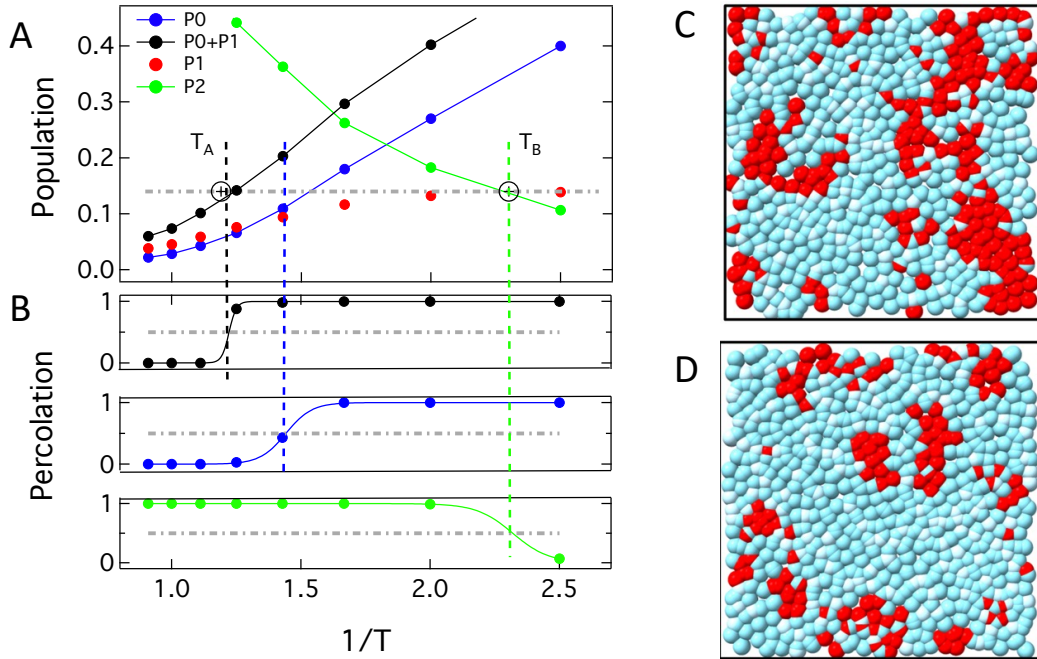 A
P0
P0+P1
P1
P2
0.4
0.3
0.2
0.1
0.0
Population
T_A
T_B
B
1
0
1
0
1
0
Percolation
1.0 1.5 2.0 2.5
1/T
C
D